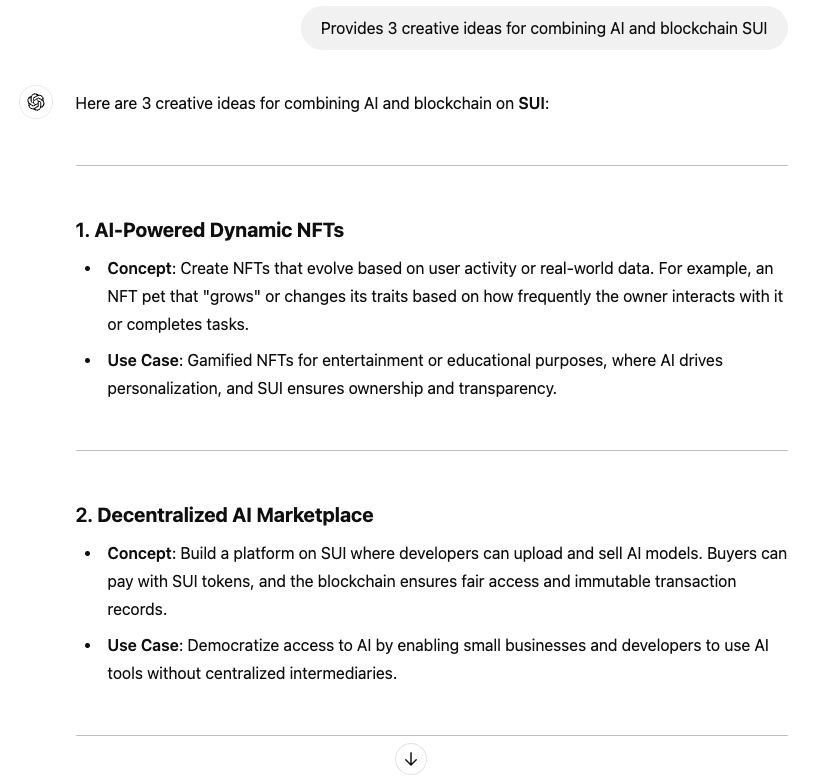 Provides 3 creative ideas for combining AI and blockchain SUI
Here are 3 creative ideas for combining AI and blockchain on SUI:
1. AI-Powered Dynamic NFTs
• Concept: Create NFTs that evolve based on user activity or real-world data. For example, an
NFT pet that "grows" or changes its traits based on how frequently the owner interacts with it
or completes tasks.
• Use Case: Gamified NFTs for entertainment or educational purposes, where AI drives
personalization, and SUI ensures ownership and transparency.
2. Decentralized AI Marketplace
• Concept: Build a platform on SUI where developers can upload and sell AI models. Buyers can
pay with SUI tokens, and the blockchain ensures fair access and immutable transaction
records.
• Use Case: Democratize access to AI by enabling small businesses and developers to use AI
tools without centralized intermediaries.